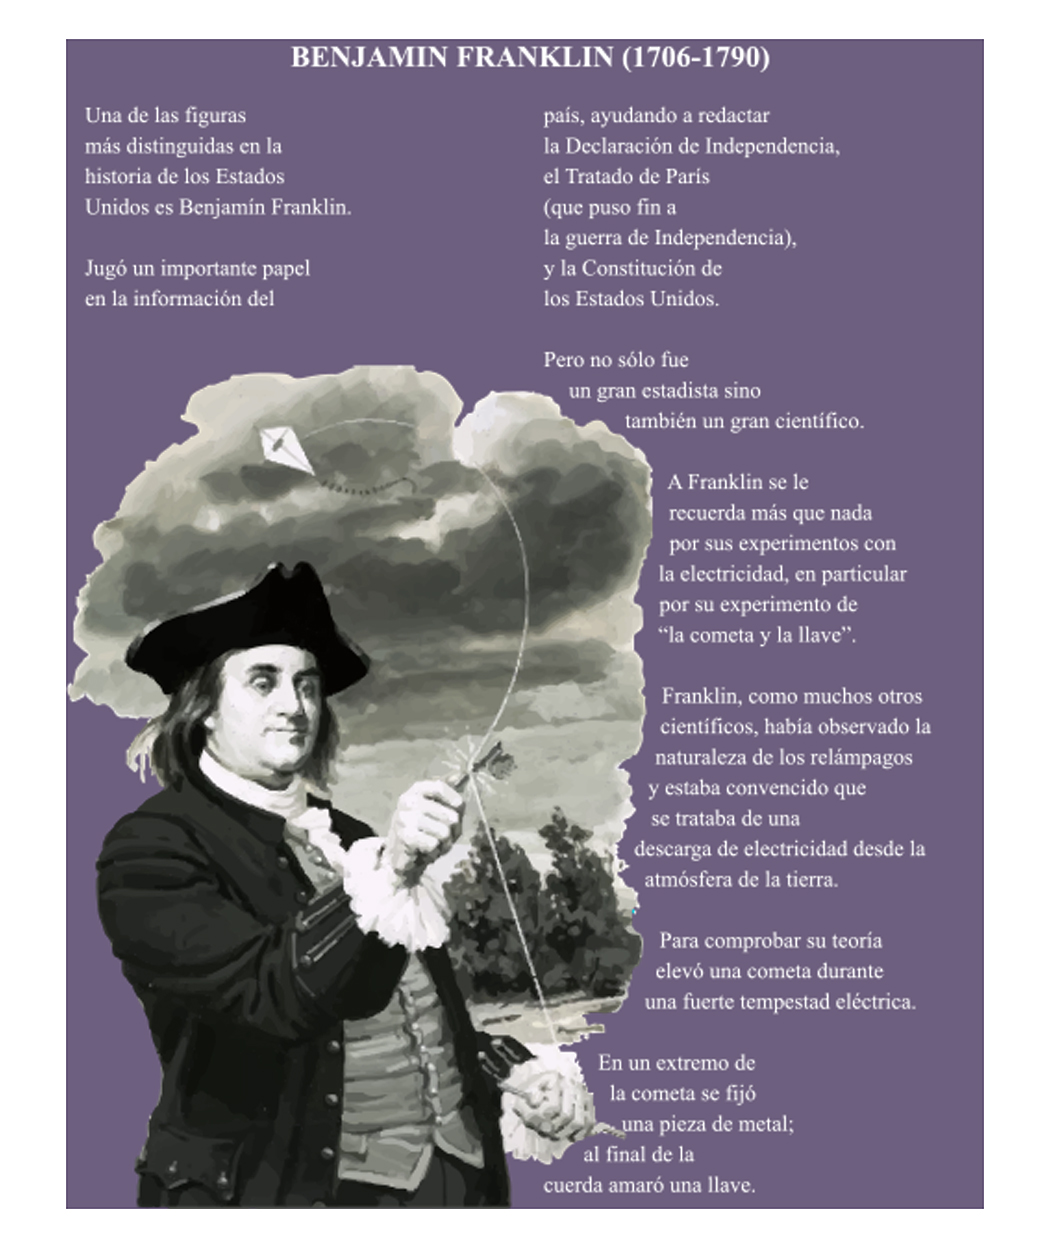 BENJAMIN FRANKLIN (1706-1790)
Una de las figuras
más distinguidas en la
historia de los Estados
Unidos es Benjamín Franklin.
Jugó un importante papel
en la información del
país, ayudando a redactar
la Declaración de Independencia,
el Tratado de París
(que puso fin a
la guerra de Independencia),
y la Constitución de
los Estados Unidos.
Pero no sólo fue
un gran estadista sino
también un gran científico.
A Franklin se le
recuerda más que nada
por sus experimentos con
la electricidad, en particular
por su experimento de
“la cometa y la llave”.
Franklin, como muchos otros
científicos, había observado la
naturaleza de los relámpagos
y estaba convencido que
se trataba de una
descarga de electricidad desde la
atmósfera de la tierra.
Para comprobar su teoría
elevó una cometa durante
una fuerte tempestad eléctrica.
En un extremo de
la cometa se fijó
una pieza de metal;
al final de la
cuerda amaró una llave.